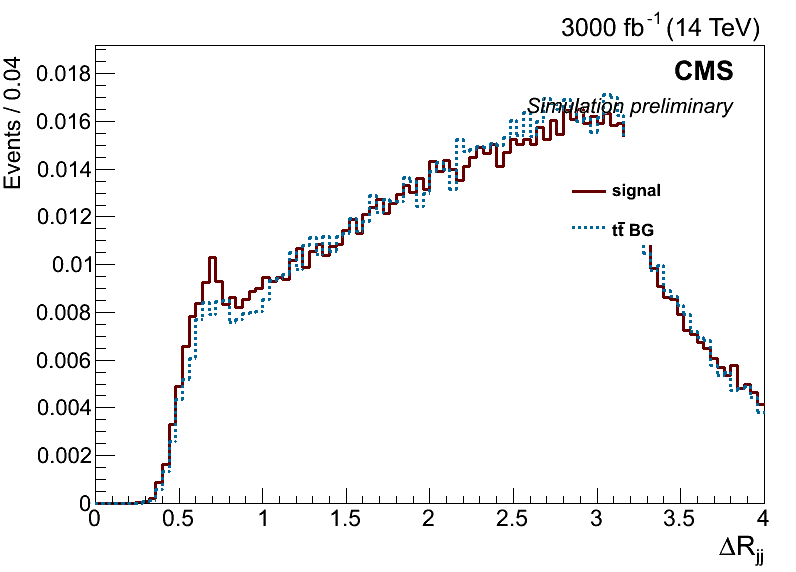 3000 fb⁻¹ (14 TeV)
CMS
Simulation preliminary
Events / 0.04
0.018
0.016
0.014
0.012
0.01
0.008
0.006
0.004
0.002
0
signal
tt̄ BG
0 0.5 1 1.5 2 2.5 3 3.5 4
ΔRjj